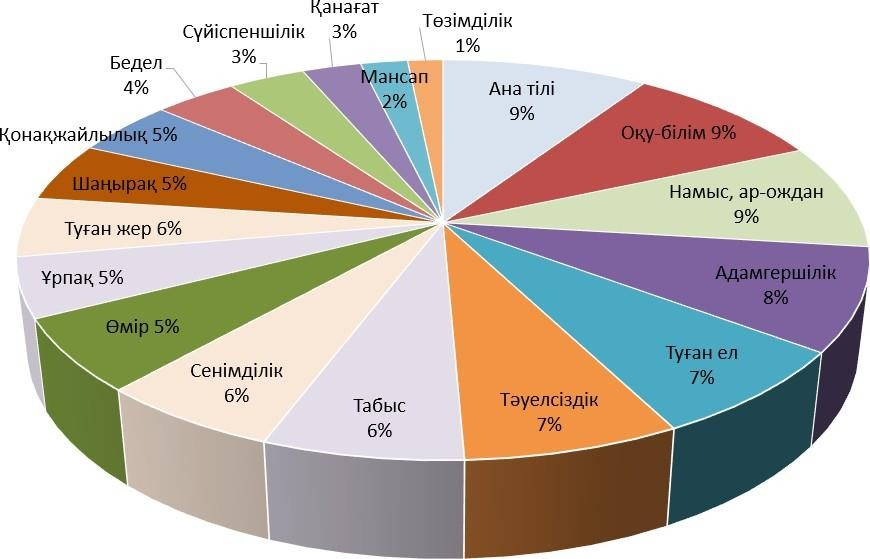 Ана тілі
9%
Оқу-білім 9%
Намыс, ар-ождан
9%
Адамгершілік
8%
Туған ел
7%
Тәуелсіздік
7%
Табыс
6%
Сенімділік
6%
Өмір 5%
Ұрпақ 5%
Туған жер 6%
Шаңырақ 5%
Қонақжайлылық 5%
Бедел
4%
Сүйіспеншілік
3%
Қанағат
3%
Мансап
2%
Төзімділік
1%